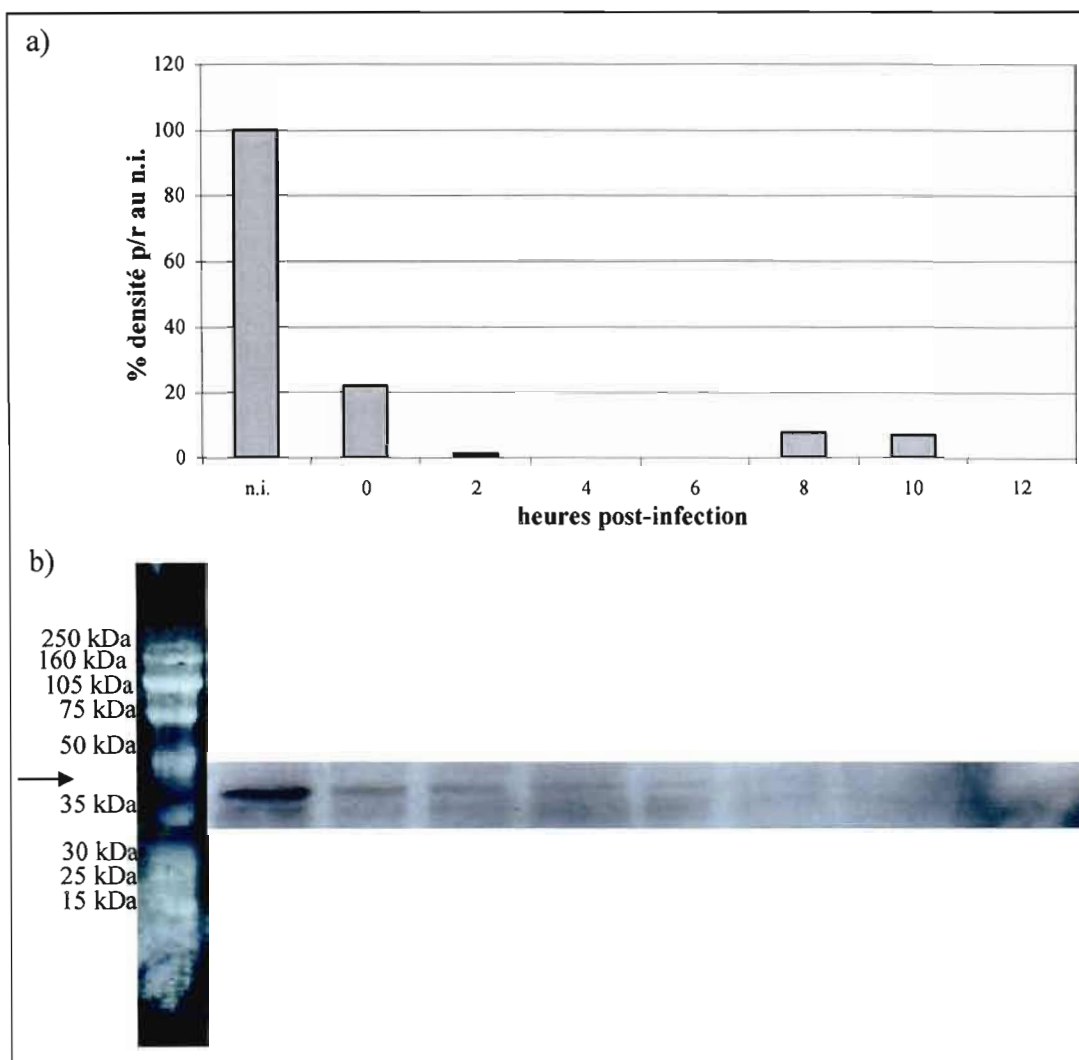 a)
% densité p/r au n.i.
120
100
80
60
40
20
0
n.i.
0
2
4
6
8
10
12
heures post-infection
b)
250 kDa
160 kDa
105 kDa
75 kDa
50 kDa
35 kDa
30 kDa
25 kDa
15 kDa